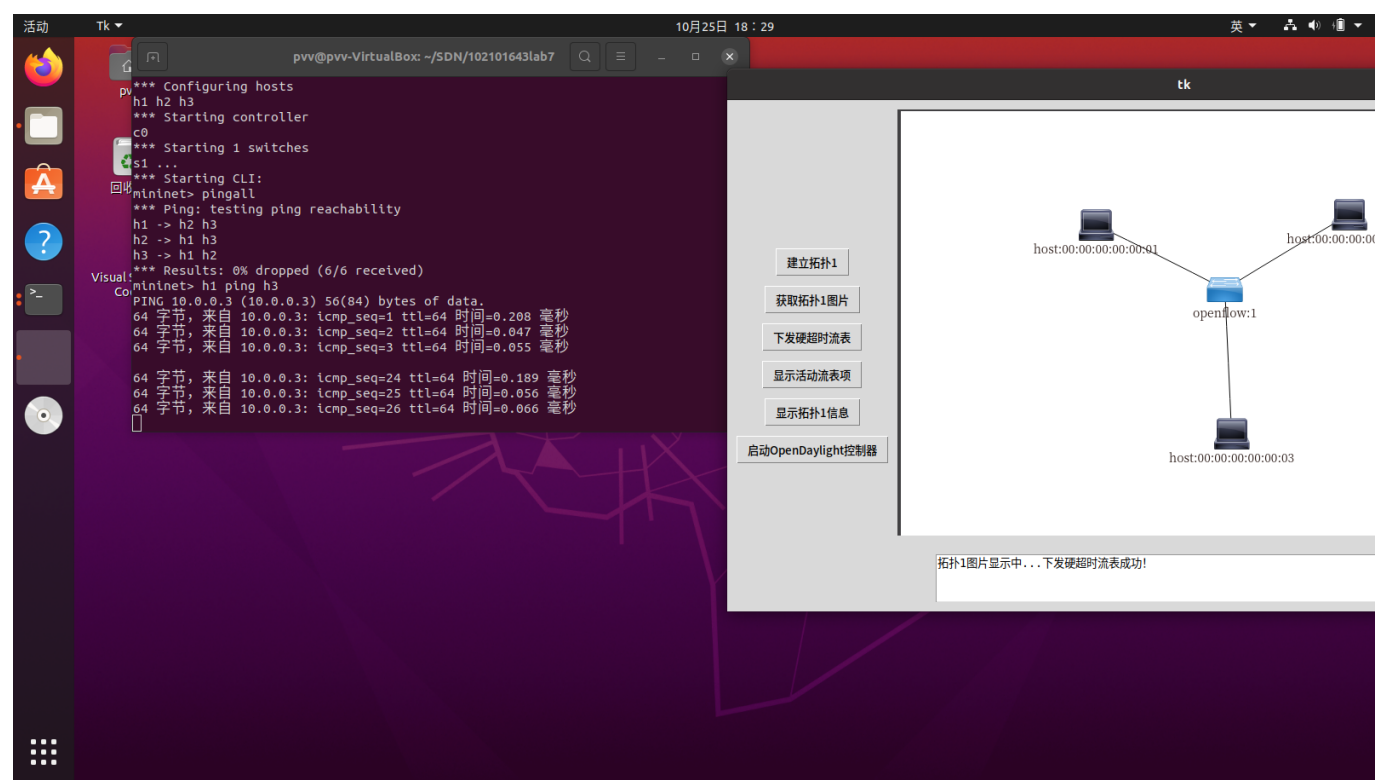 活动
Tk
10月25日 18：29
英
pvv@pvv-VirtualBox: ~/SDN/102101643lab7
*** Configuring hosts
h1 h2 h3
*** Starting controller
c0
*** Starting 1 switches
s1 ...
*** Starting CLI:
mininet> pingall
*** Ping: testing ping reachability
h1 -> h2 h3
h2 -> h1 h3
h3 -> h1 h2
*** Results: 0% dropped (6/6 received)
mininet> h1 ping h3
PING 10.0.0.3 (10.0.0.3) 56(84) bytes of data.
64 字节，来自 10.0.0.3: icmp_seq=1 ttl=64 时间=0.208 毫秒
64 字节，来自 10.0.0.3: icmp_seq=2 ttl=64 时间=0.047 毫秒
64 字节，来自 10.0.0.3: icmp_seq=3 ttl=64 时间=0.055 毫秒
64 字节，来自 10.0.0.3: icmp_seq=24 ttl=64 时间=0.189 毫秒
64 字节，来自 10.0.0.3: icmp_seq=25 ttl=64 时间=0.056 毫秒
64 字节，来自 10.0.0.3: icmp_seq=26 ttl=64 时间=0.066 毫秒
Visual
Co
tk
建立拓扑1
获取拓扑1图片
下发硬超时流表
显示活动流表项
显示拓扑1信息
启动OpenDaylight控制器
host:00:00:00:00:00:01
host:00:00:00:00
openflow:1
host:00:00:00:00:00:03
拓扑1图片显示中...下发硬超时流表成功!